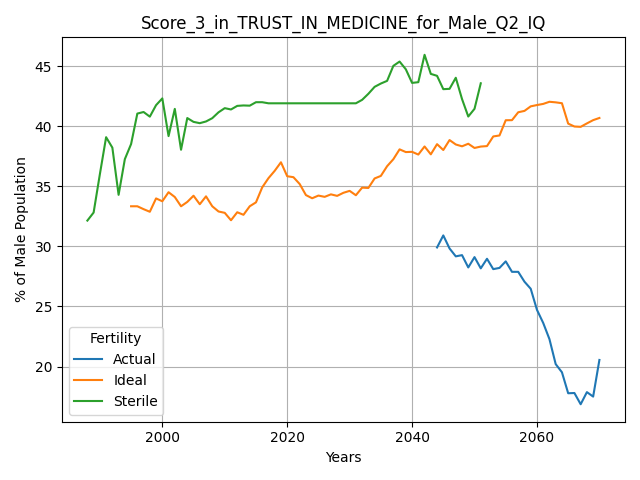 Score_3_in_TRUST_IN_MEDICINE_for_Male_Q2_IQ
% of Male Population
45
40
35
30
25
20
Fertility
Actual
Ideal
Sterile
2000 2020 2040 2060
Years